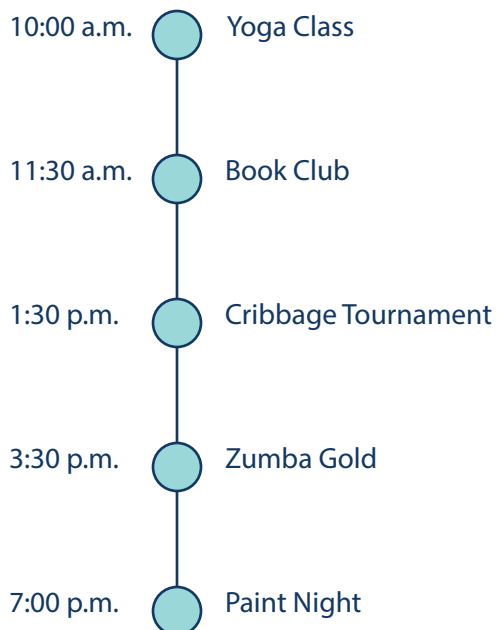 10:00 a.m. Yoga Class
11:30 a.m. Book Club
1:30 p.m. Cribbage Tournament
3:30 p.m. Zumba Gold
7:00 p.m. Paint Night